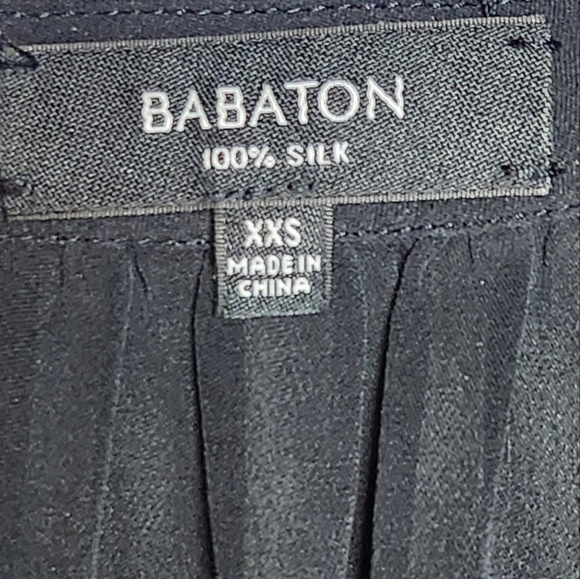 BABATON
100% SILK
XXS
MADE IN
CHINA